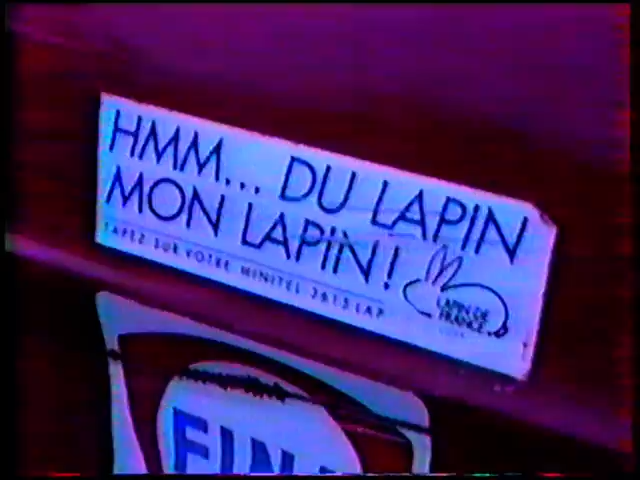 HMM... DU LAPIN
MON LAPIN !
TAPEZ SUR VOTRE MINITEL 3615 LAP
LAPIN DE
FRANCE